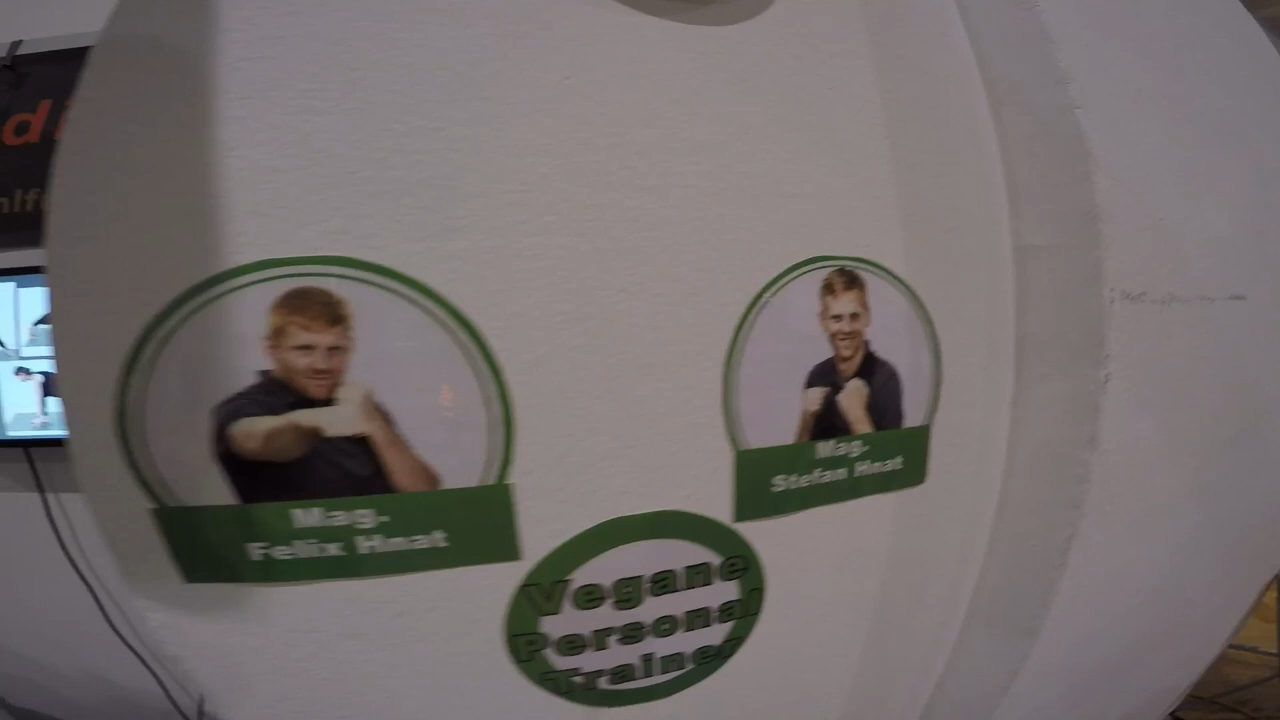 Mag.
Felix Hnat
Mag.
Stefan Hnat
Vegane
Personal
Trainer